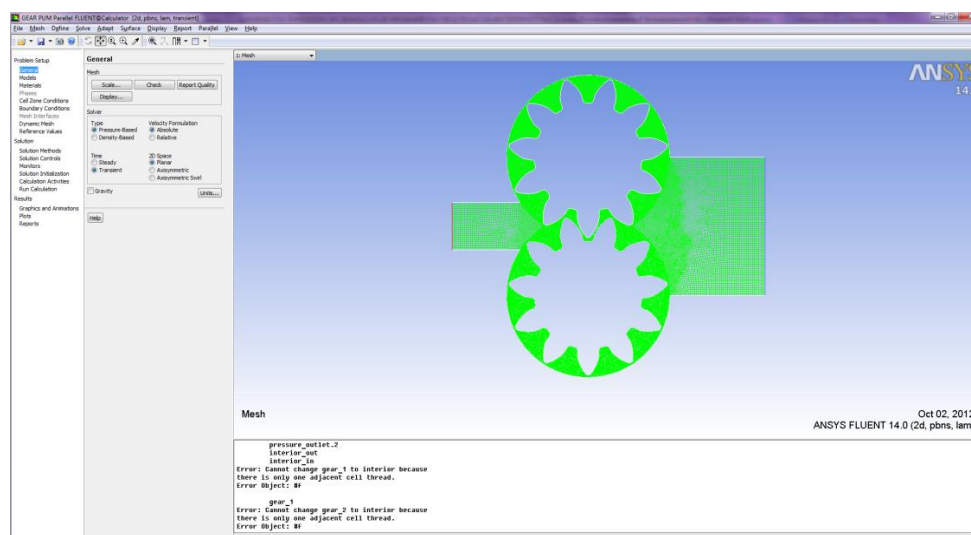 GEAR PUM Parallel FLUENT@Calculator [2d, pbns, lam, transient]
File Mesh Define Solve Adapt Surface Display Report Parallel View Help
Problem Setup
General
Models
Materials
Phases
Cell Zone Conditions
Boundary Conditions
Mesh Interfaces
Dynamic Mesh
Reference Values
Solution
Solution Methods
Solution Controls
Monitors
Solution Initialization
Calculation Activities
Run Calculation
Results
Graphics and Animations
Plots
Reports
General
Mesh
Scale... Check Report Quality
Display...
Solver
Type Velocity Formulation
Pressure-Based Absolute
Density-Based Relative
Time 2D Space
Steady Planar
Transient Axisymmetric
Axisymmetric Swirl
Gravity Units...
Help
1: Mesh
ANSYS
14.
Mesh
Oct 02, 2012
ANSYS FLUENT 14.0 (2d, pbns, lam
pressure_outlet.2
interior_out
interior_in
Error: Cannot change gear_1 to interior because
there is only one adjacent cell thread.
Error Object: #f
gear_1
Error: Cannot change gear_2 to interior because
there is only one adjacent cell thread.
Error Object: #f